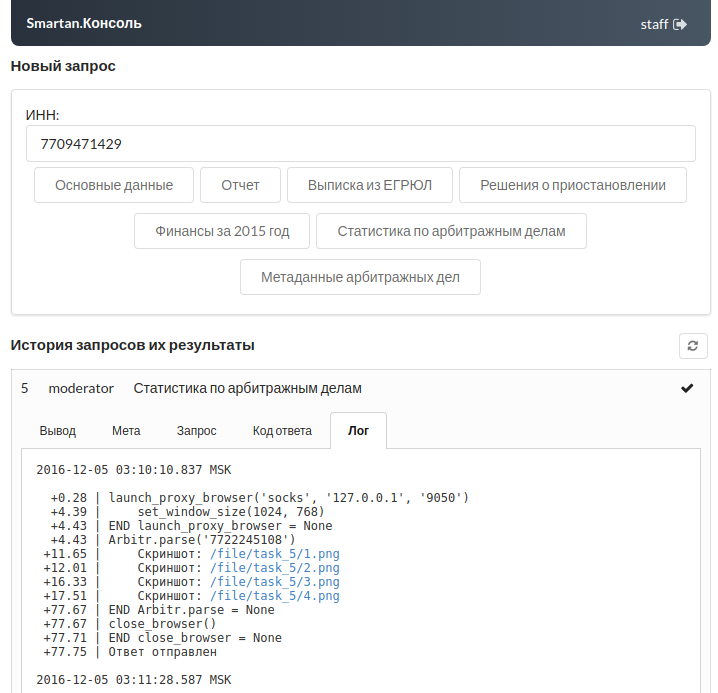 Smartan.Консоль staff
Новый запрос
ИНН:
7709471429
Основные данные Отчет Выписка из ЕГРЮЛ Решения о приостановлении
Финансы за 2015 год Статистика по арбитражным делам
Метаданные арбитражных дел
История запросов их результаты
5 moderator Статистика по арбитражным делам
Вывод Мета Запрос Код ответа Лог
2016-12-05 03:10:10.837 MSK
+0.28 | launch_proxy_browser('socks', '127.0.0.1', '9050')
+4.39 | set_window_size(1024, 768)
+4.43 | END launch_proxy_browser = None
+4.43 | Arbitr.parse('7722245108')
+11.65 | Скриншот: /file/task_5/1.png
+12.01 | Скриншот: /file/task_5/2.png
+16.33 | Скриншот: /file/task_5/3.png
+17.51 | Скриншот: /file/task_5/4.png
+77.67 | END Arbitr.parse = None
+77.67 | close_browser()
+77.71 | END close_browser = None
+77.75 | Ответ отправлен
2016-12-05 03:11:28.587 MSK